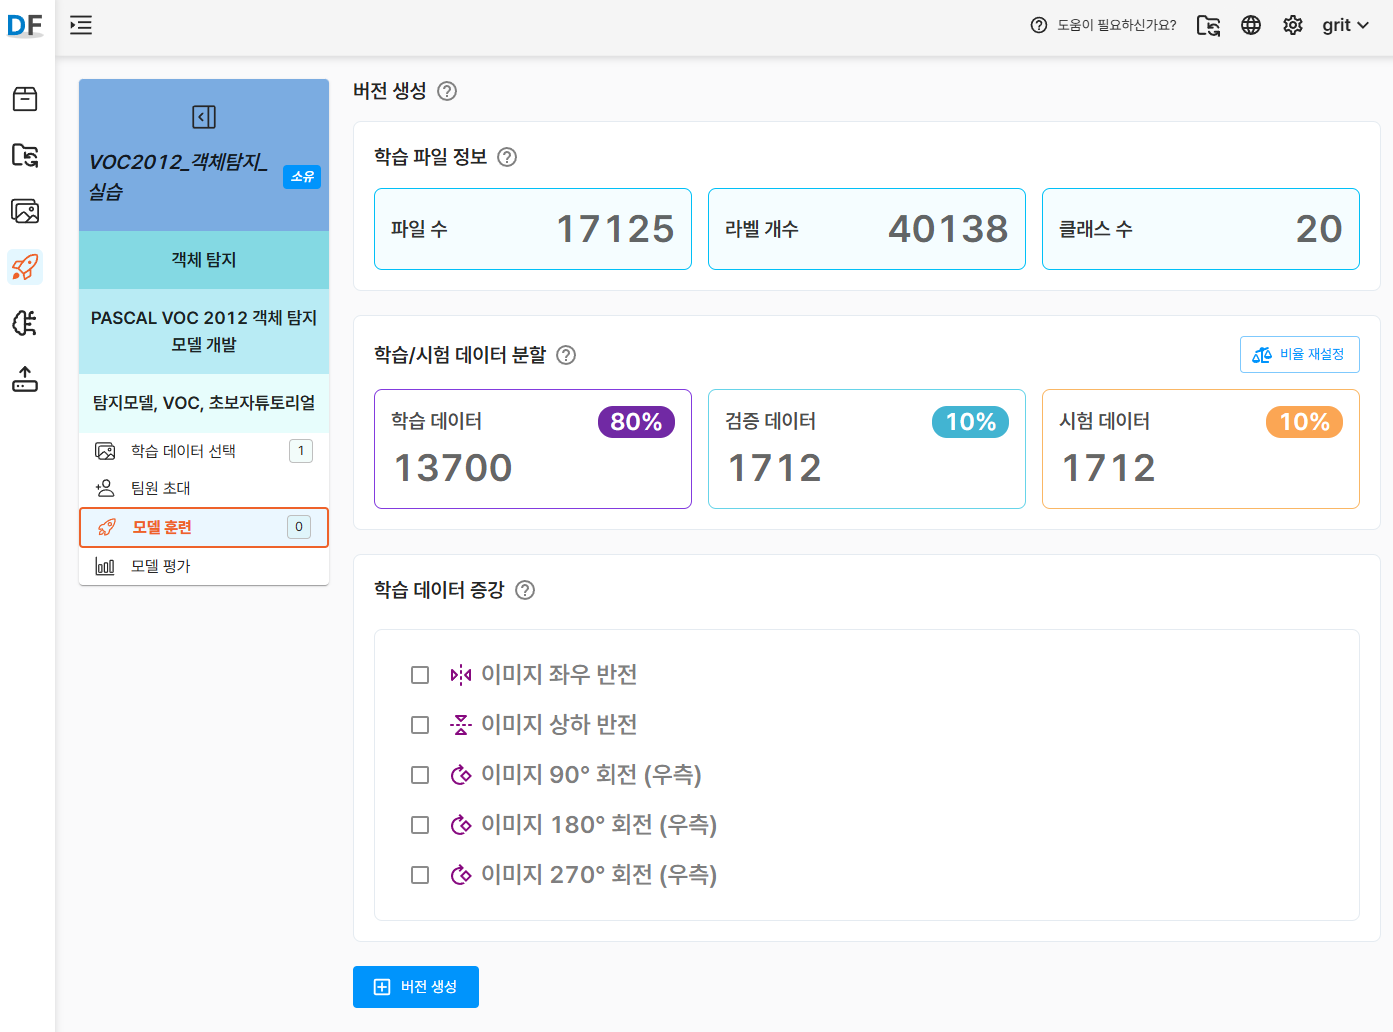 DF
도움이 필요하신가요?
grit
VOC2012_객체탐지_
실습
소유
객체 탐지
PASCAL VOC 2012 객체 탐지
모델 개발
탐지모델, VOC, 초보자튜토리얼
학습 데이터 선택
1
팀원 초대
모델 훈련
0
모델 평가
버전 생성
학습 파일 정보
파일 수
17125
라벨 개수
40138
클래스 수
20
학습/시험 데이터 분할
비율 재설정
학습 데이터
80%
13700
검증 데이터
10%
1712
시험 데이터
10%
1712
학습 데이터 증강
이미지 좌우 반전
이미지 상하 반전
이미지 90° 회전 (우측)
이미지 180° 회전 (우측)
이미지 270° 회전 (우측)
버전 생성